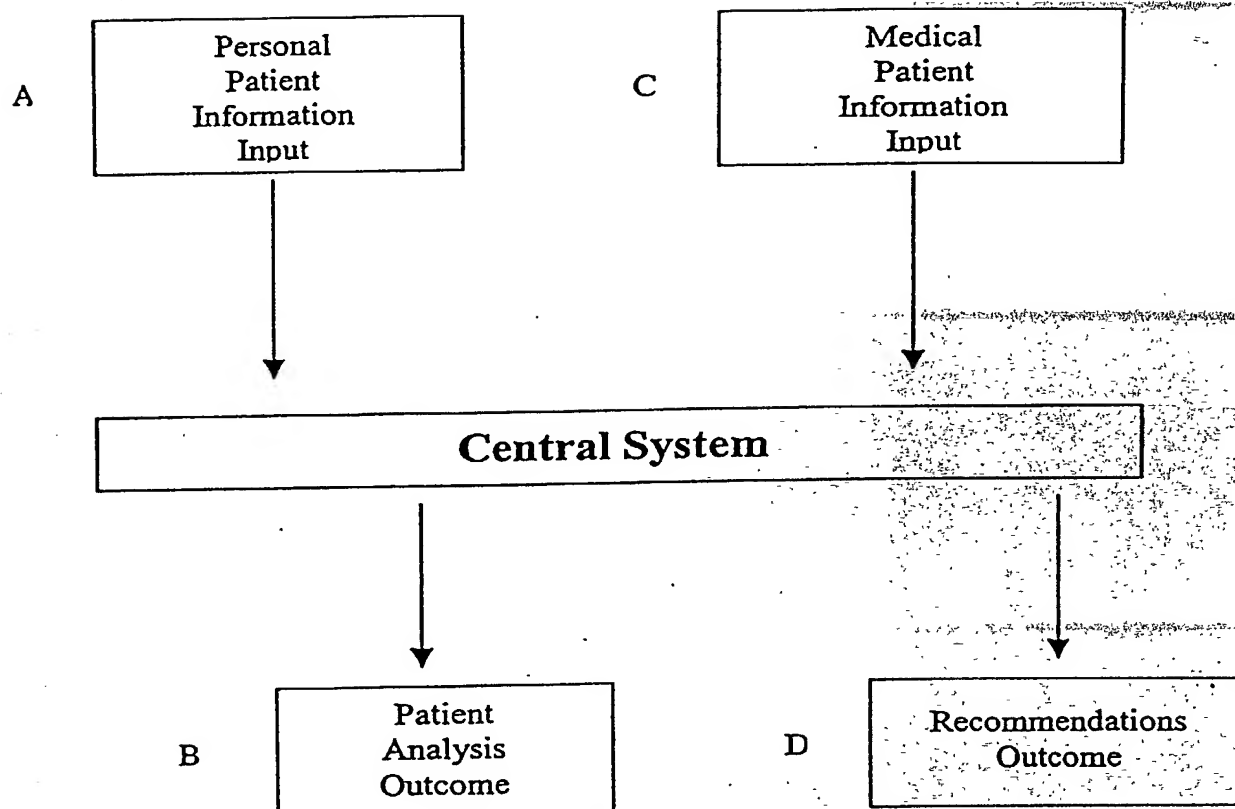 A
Personal
Patient
Information
Input
C
Medical
Patient
Information
Input
Central System
B
Patient
Analysis
Outcome
D
Recommendations
Outcome